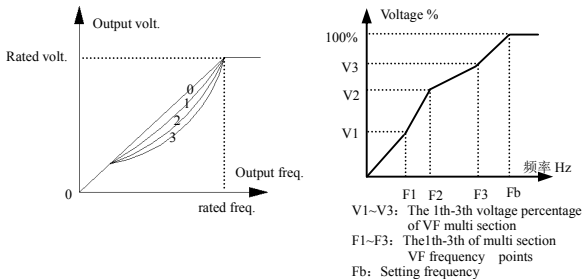 Output volt.
Rated volt.
0
1
2
3
Output freq.
0
rated freq.
Voltage %
100%
V3
V2
V1
频率 Hz
F1 F2 F3 Fb
V1~V3: The 1th-3th voltage percentage
of VF multi section
F1~F3: The1th-3th of multi section
VF frequency points
Fb: Setting frequency